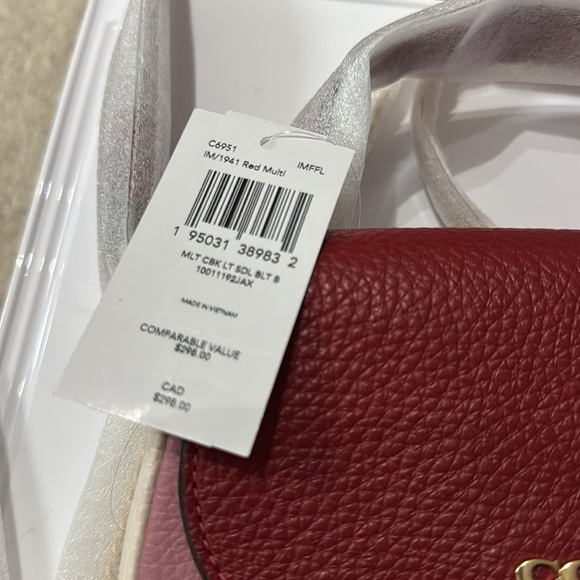 C6951
IM/1941 Red Multi IMFFL
1 95031 38983 2
MLT CBK LT SDL BLT B
10011192JAX
MADE IN VIETNAM
COMPARABLE VALUE
$298.00
CAD
$298.00